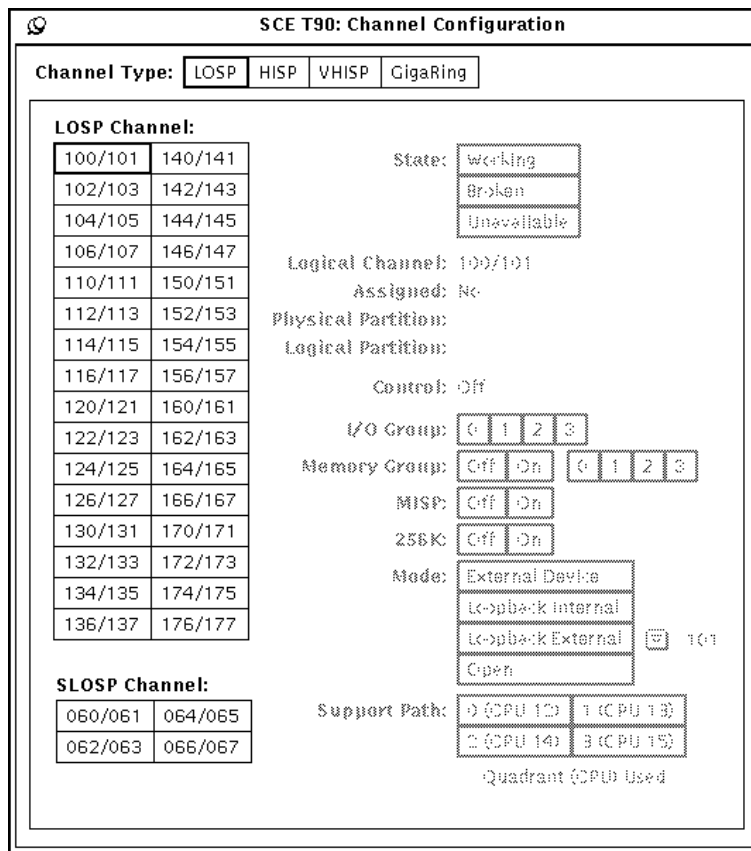 SCE T90: Channel Configuration
Channel Type: LOSP HISP VHISP GigaRing
LOSP Channel:
100/101 140/141
102/103 142/143
104/105 144/145
106/107 146/147
110/111 150/151
112/113 152/153
114/115 154/155
116/117 156/157
120/121 160/161
122/123 162/163
124/125 164/165
126/127 166/167
130/131 170/171
132/133 172/173
134/135 174/175
136/137 176/177
SLOSP Channel:
060/061 064/065
062/063 066/067
State: Working
Broken
Unavailable
Logical Channel: 100/101
Assigned: No
Physical Partition:
Logical Partition:
Control: Off
I/O Group: 0 1 2 3
Memory Group: Off On 0 1 2 3
MISP: Off On
256K: Off On
Mode: External Device
Loopback Internal
Loopback External 101
Open
Support Path: 0 (CPU 12) 1 (CPU 13)
2 (CPU 14) 3 (CPU 15)
Quadrant (CPU) Used